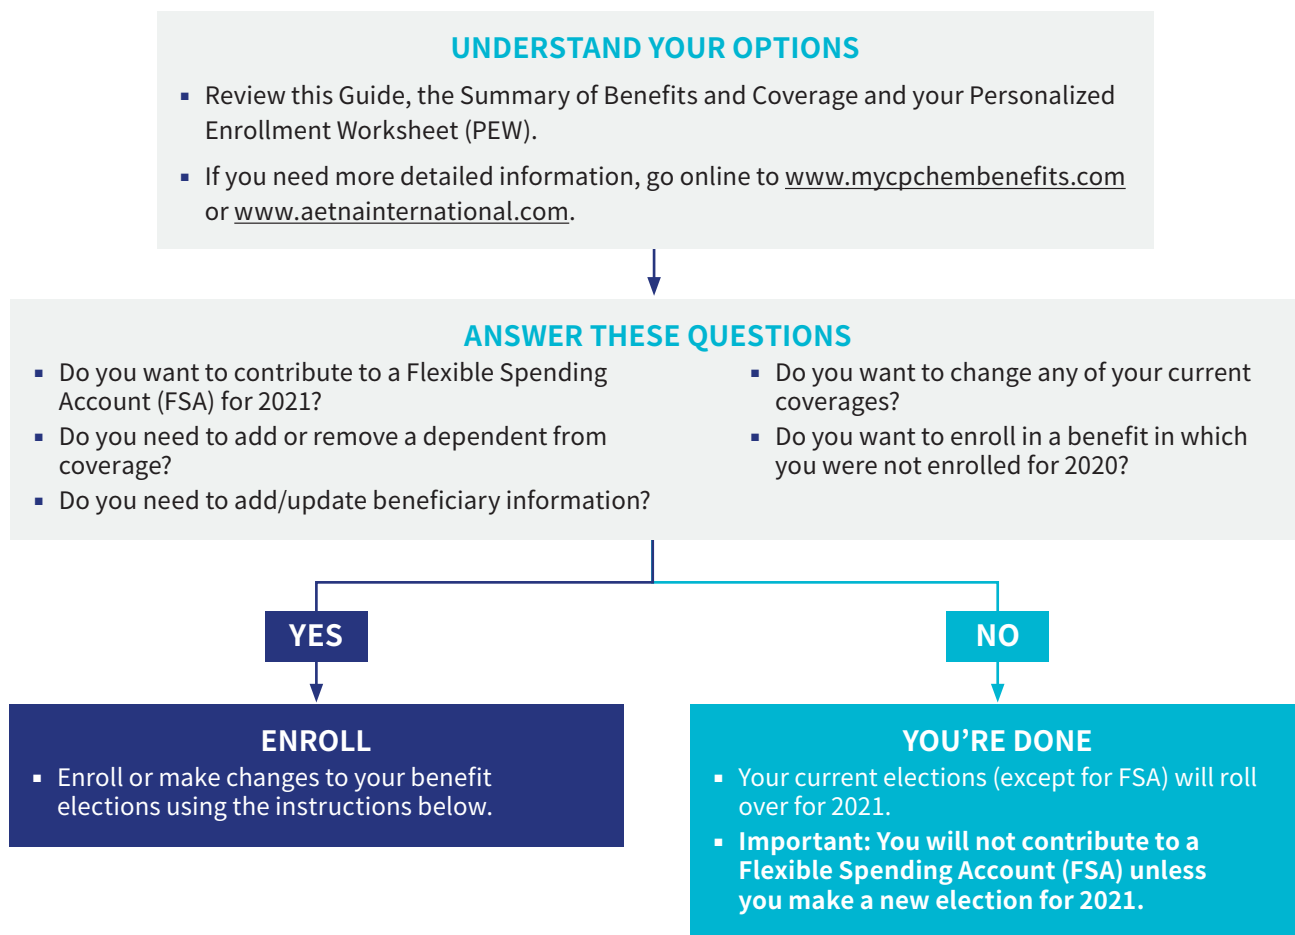 UNDERSTAND YOUR OPTIONS
▪ Review this Guide, the Summary of Benefits and Coverage and your Personalized
Enrollment Worksheet (PEW).
▪ If you need more detailed information, go online to www.mycpchembenefits.com
or www.aetnainternational.com.
ANSWER THESE QUESTIONS
▪ Do you want to contribute to a Flexible Spending
Account (FSA) for 2021?
▪ Do you need to add or remove a dependent from
coverage?
▪ Do you need to add/update beneficiary information?
▪ Do you want to change any of your current
coverages?
▪ Do you want to enroll in a benefit in which
you were not enrolled for 2020?
YES
ENROLL
▪ Enroll or make changes to your benefit
elections using the instructions below.
NO
YOU’RE DONE
▪ Your current elections (except for FSA) will roll
over for 2021.
▪ Important: You will not contribute to a
Flexible Spending Account (FSA) unless
you make a new election for 2021.